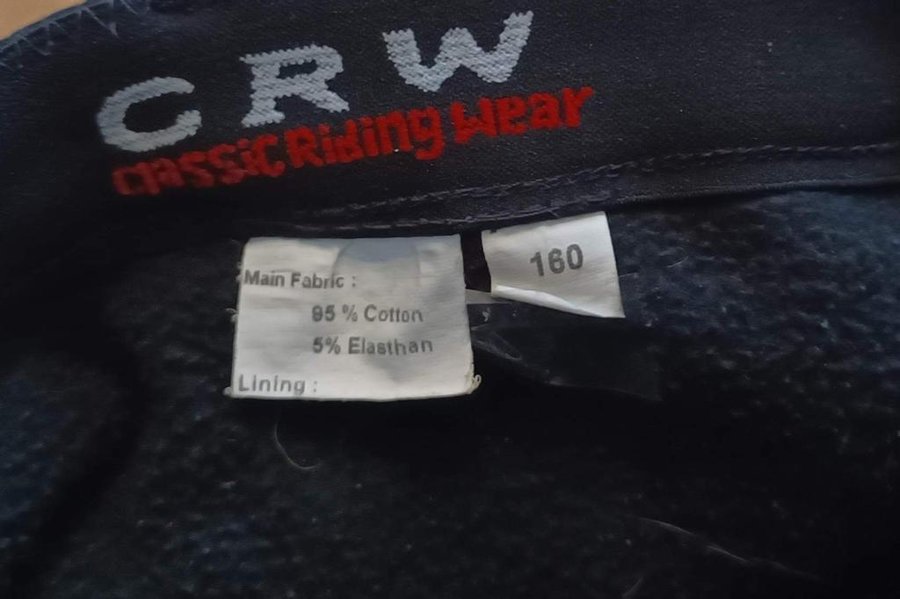 CRW
Classic Riding Wear
160
Main Fabric :
95 % Cotton
5% Elasthan
Lining :